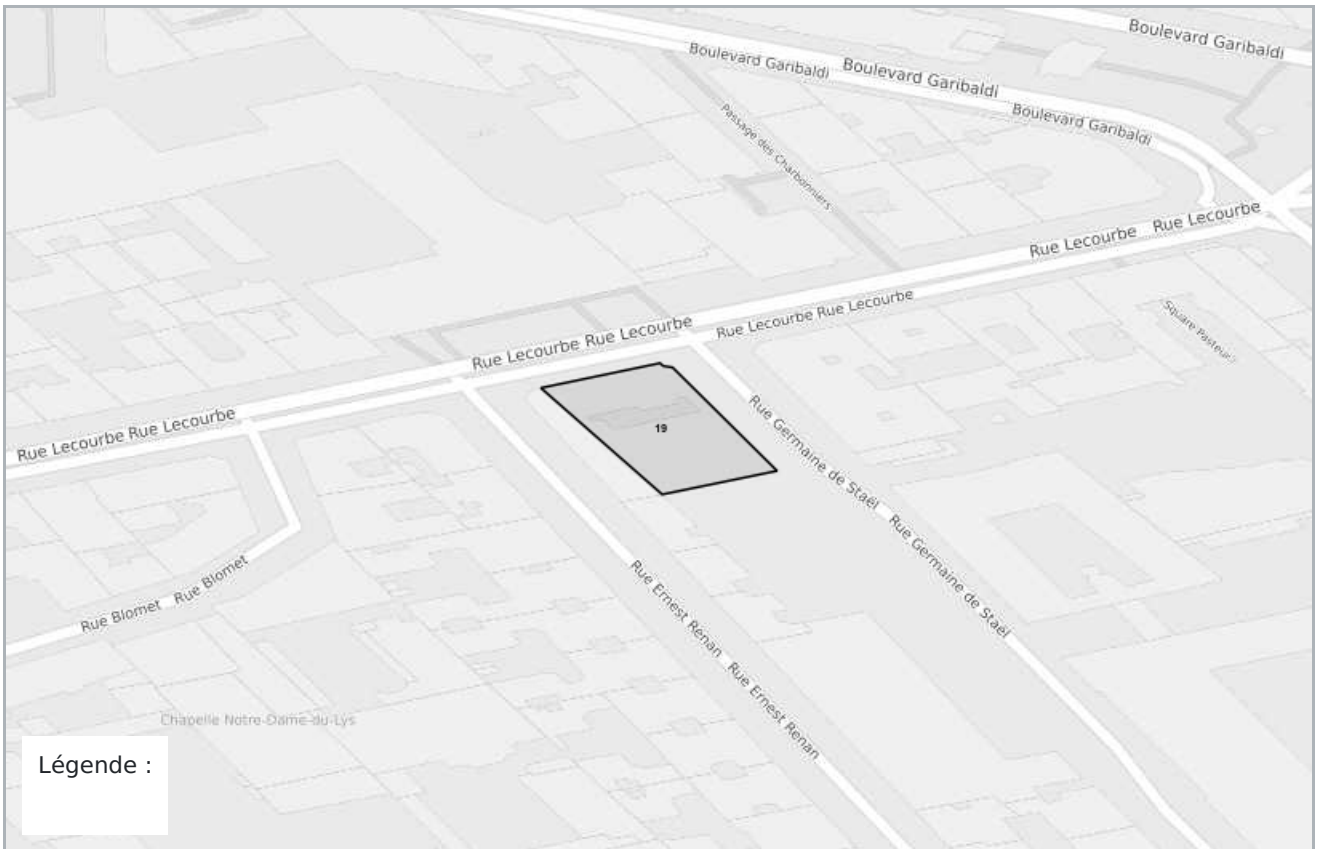 Boulevard Garibaldi
Boulevard Garibaldi
Boulevard Garibaldi
Boulevard Garibaldi
Passage des Charbonniers
Rue Lecourbe Rue Lecourbe
Rue Lecourbe Rue Lecourbe
Rue Lecourbe Rue Lecourbe
Square Pasteur
Rue Lecourbe Rue Lecourbe
19
Rue Germaine de Staël Rue Germaine de Staël
Rue Blomet Rue Blomet
Rue Ernest Renan Rue Ernest Renan
Chapelle Notre-Dame-du-Lys
Légende :